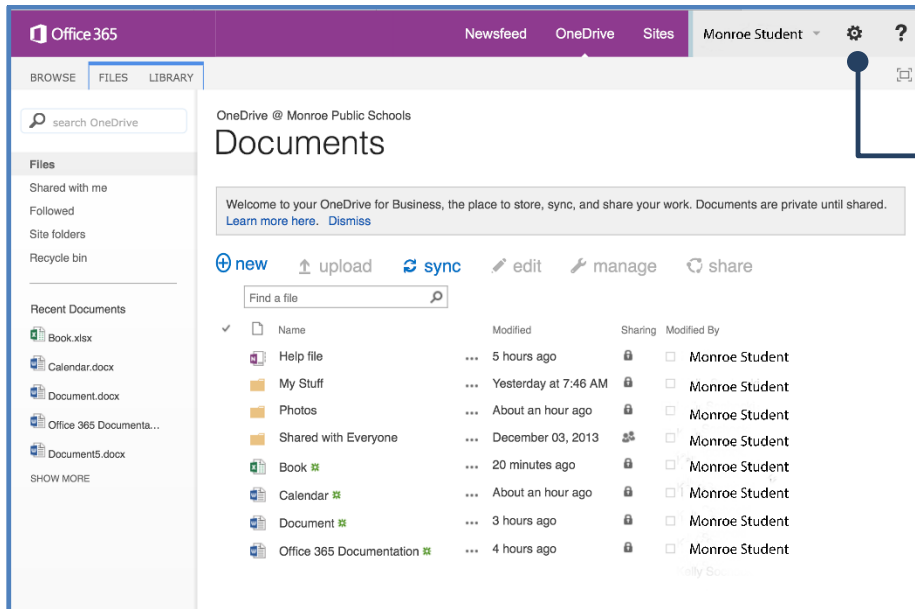 Office 365 Newsfeed OneDrive Sites Monroe Student ?
BROWSE FILES LIBRARY
search OneDrive
Files
Shared with me
Followed
Site folders
Recycle bin
Recent Documents
Book.xlsx
Calendar.docx
Document.docx
Office 365 Documenta...
Document5.docx
SHOW MORE
OneDrive @ Monroe Public Schools
Documents
Welcome to your OneDrive for Business, the place to store, sync, and share your work. Documents are private until shared.
Learn more here. Dismiss
new upload sync edit manage share
Find a file
Name Modified Sharing Modified By
Help file ... 5 hours ago Monroe Student
My Stuff ... Yesterday at 7:46 AM Monroe Student
Photos ... About an hour ago Monroe Student
Shared with Everyone ... December 03, 2013 Monroe Student
Book ... 20 minutes ago Monroe Student
Calendar ... About an hour ago Monroe Student
Document ... 3 hours ago Monroe Student
Office 365 Documentation ... 4 hours ago Monroe Student